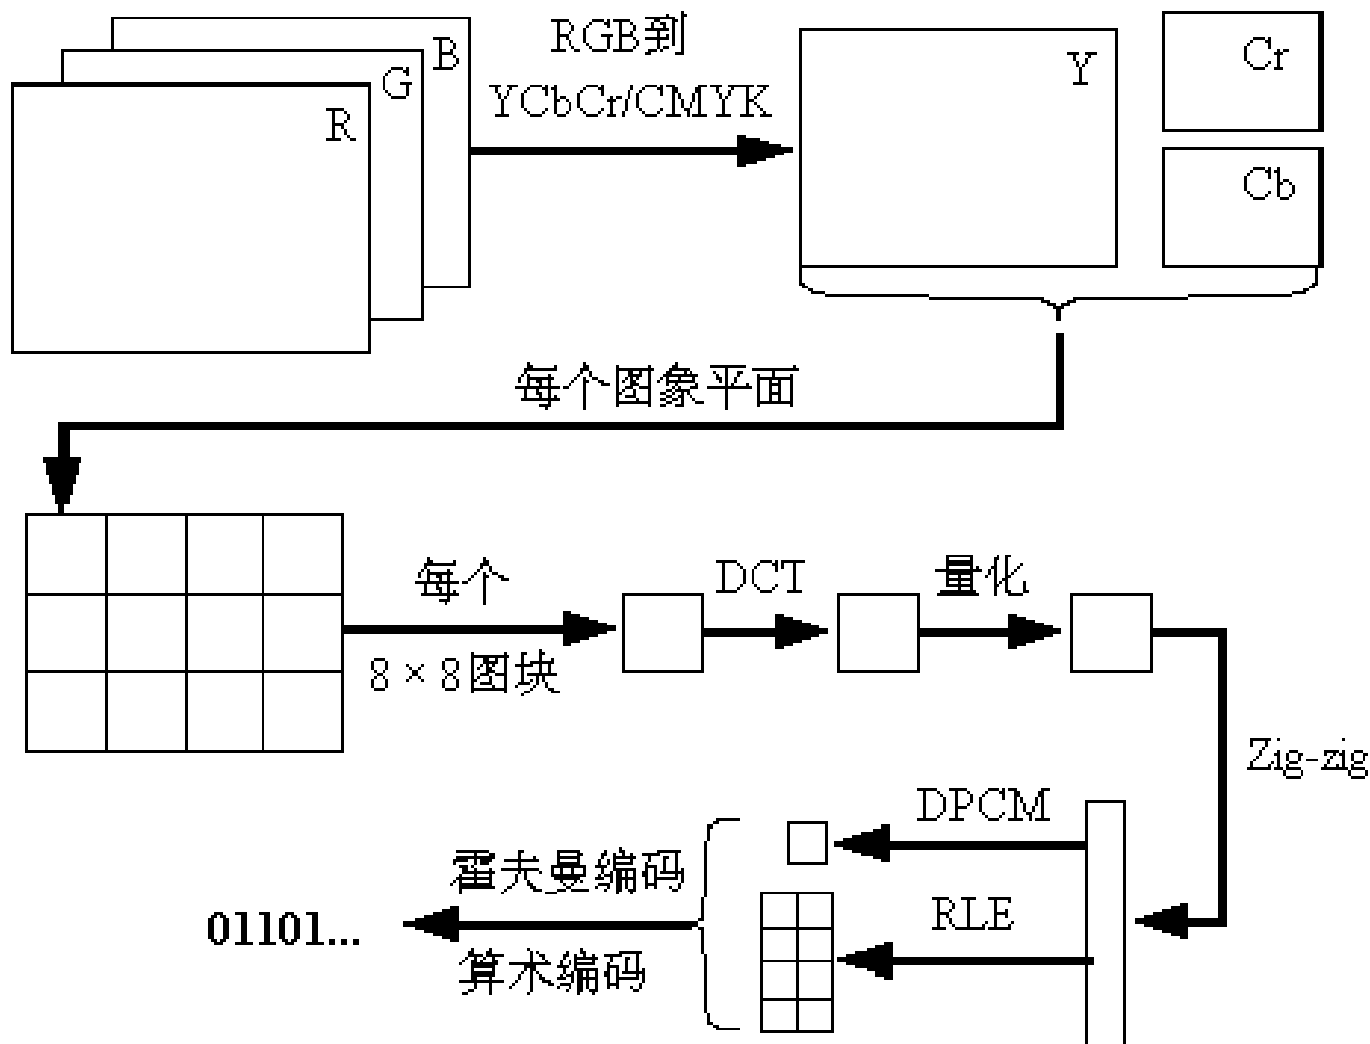 R
G
B
RGB到
YCbCr/CMYK
Y
Cr
Cb
每个图象平面
每个
8×8图块
DCT
量化
Zig-zig
DPCM
RLE
霍夫曼编码
算术编码
01101...